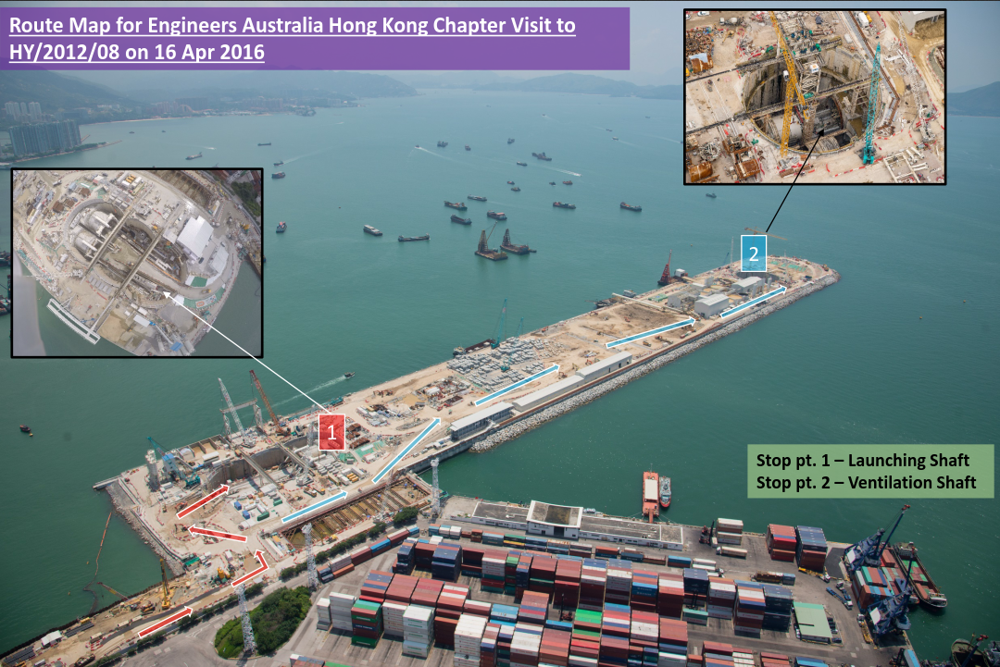 Route Map for Engineers Australia Hong Kong Chapter Visit to
HY/2012/08 on 16 Apr 2016
2
1
Stop pt. 1 – Launching Shaft
Stop pt. 2 – Ventilation Shaft